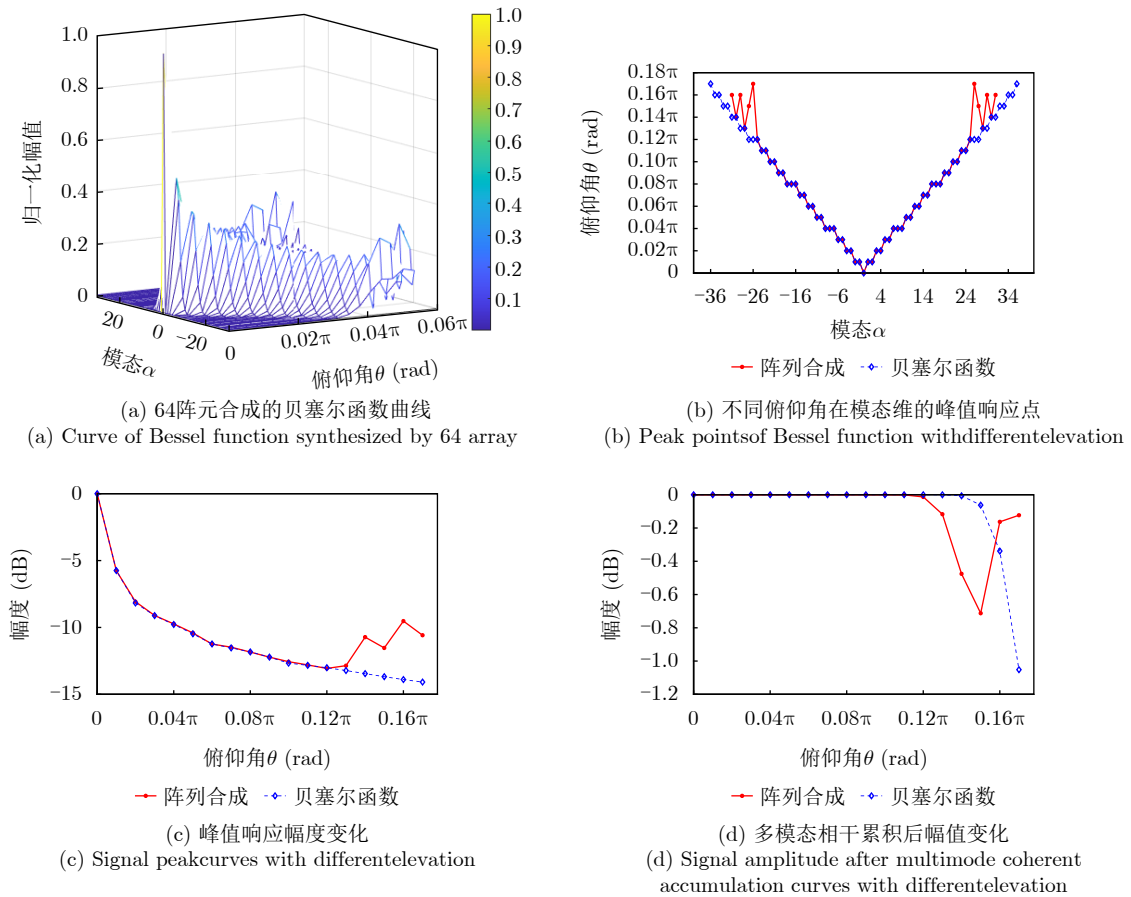 1.0
0.8
0.6
0.4
0.2
0
归一化幅值
20
0
−20
模态α
0
0.02π
0.04π
0.06π
俯仰角θ (rad)
1.0
0.9
0.8
0.7
0.6
0.5
0.4
0.3
0.2
0.1
(a) 64阵元合成的贝塞尔函数曲线
(a) Curve of Bessel function synthesized by 64 array
0.18π
0.16π
0.14π
0.12π
0.10π
0.08π
0.06π
0.04π
0.02π
0
俯仰角θ (rad)
−36 −26 −16 −6 4 14 24 34
模态α
阵列合成 贝塞尔函数
(b) 不同俯仰角在模态维的峰值响应点
(b) Peak pointsof Bessel function withdifferentelevation
0
−5
−10
−15
幅度 (dB)
0 0.04π 0.08π 0.12π 0.16π
俯仰角θ (rad)
阵列合成 贝塞尔函数
(c) 峰值响应幅度变化
(c) Signal peakcurves with differentelevation
0
−0.2
−0.4
−0.6
−0.8
−1.0
−1.2
幅度 (dB)
0 0.04π 0.08π 0.12π 0.16π
俯仰角θ (rad)
阵列合成 贝塞尔函数
(d) 多模态相干累积后幅值变化
(d) Signal amplitude after multimode coherent
accumulation curves with differentelevation